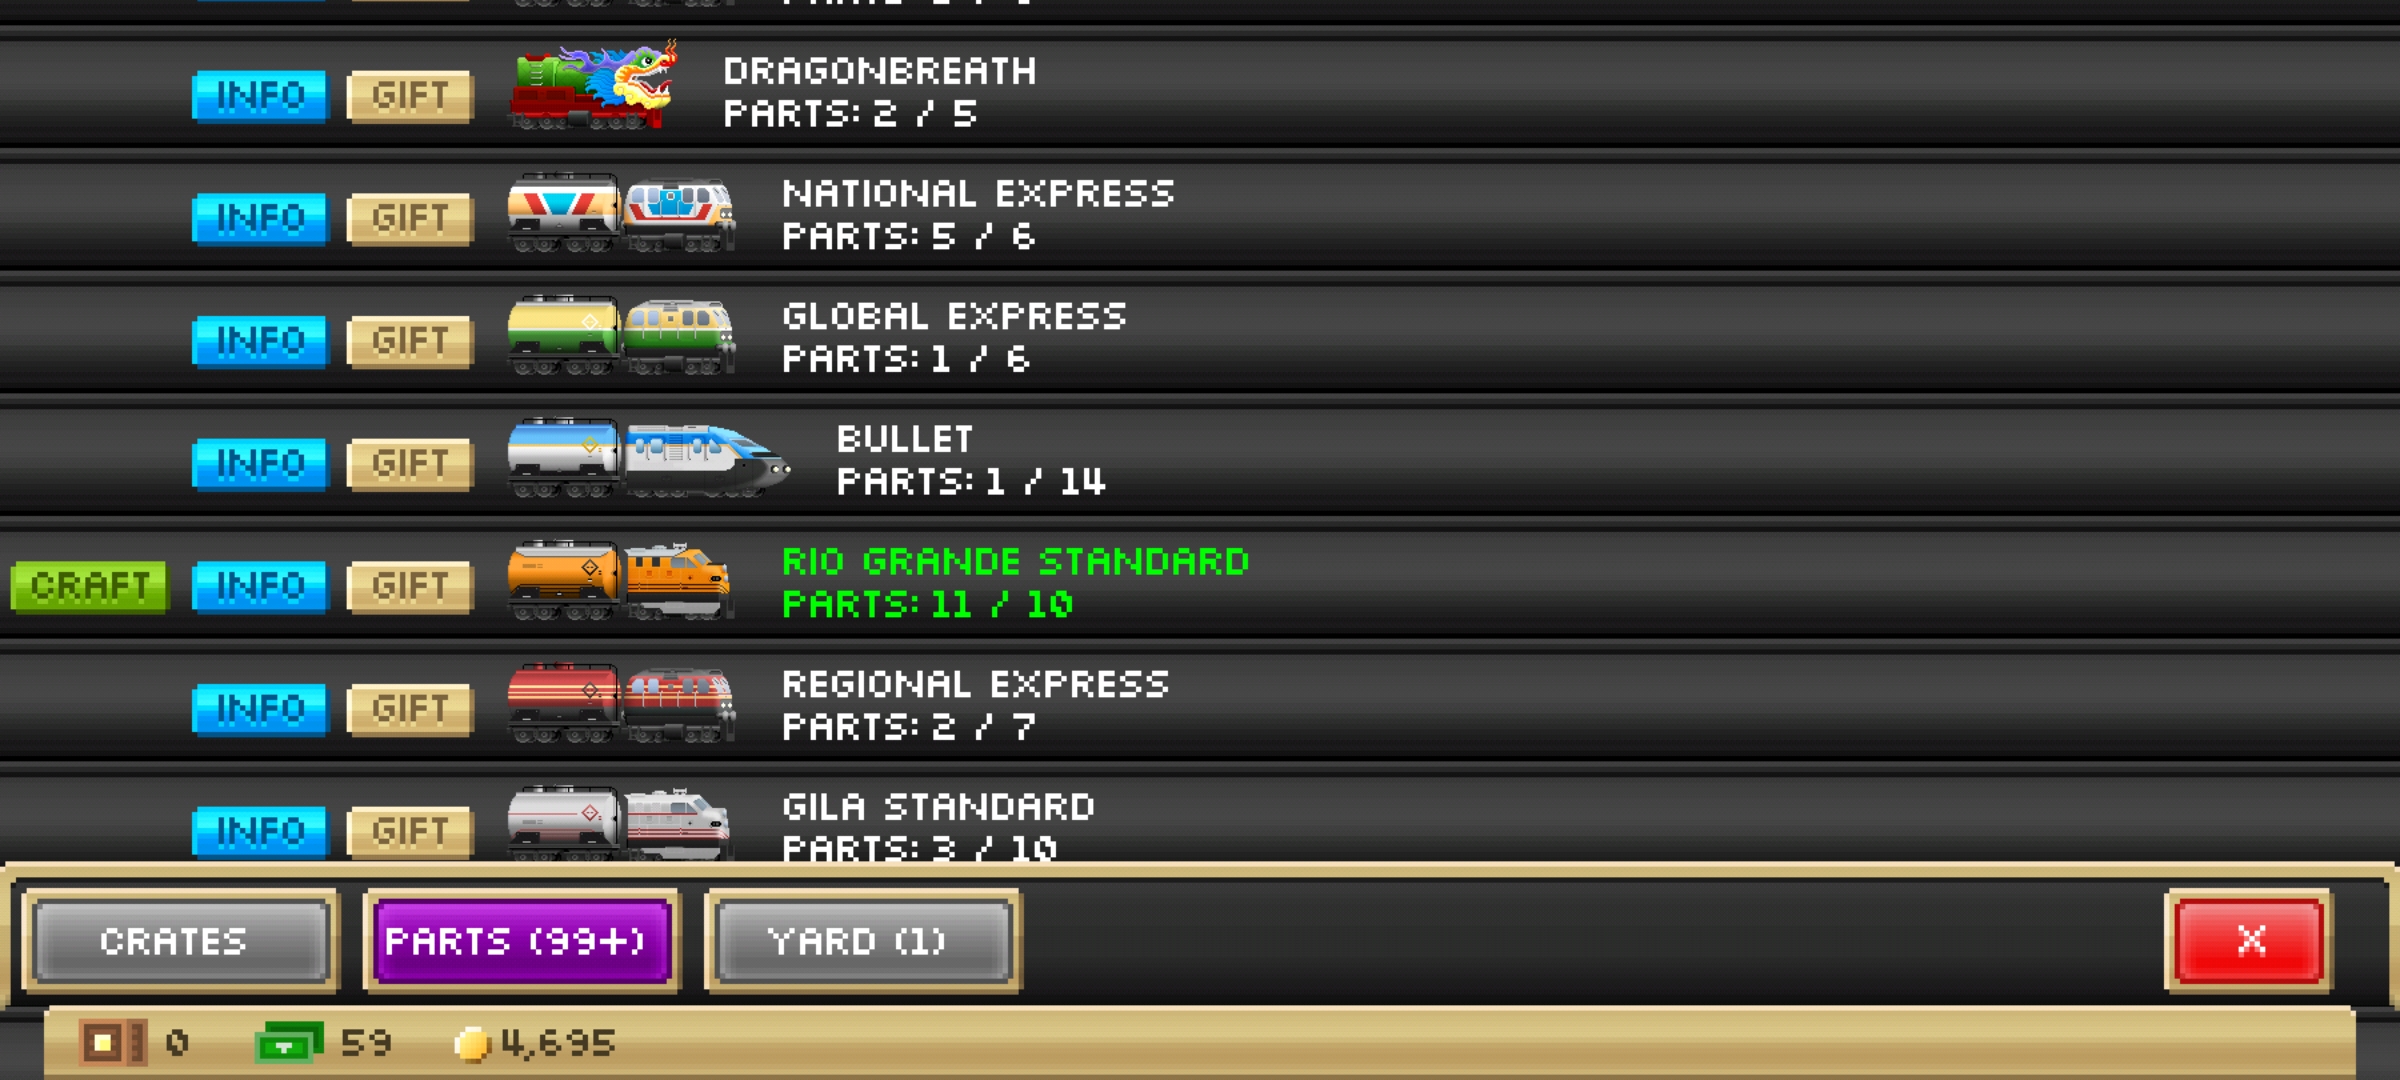 INFO GIFT DRAGONBREATH
PARTS: 2 / 5
INFO GIFT NATIONAL EXPRESS
PARTS: 5 / 6
INFO GIFT GLOBAL EXPRESS
PARTS: 1 / 6
INFO GIFT BULLET
PARTS: 1 / 14
CRAFT INFO GIFT RIO GRANDE STANDARD
PARTS: 11 / 10
INFO GIFT REGIONAL EXPRESS
PARTS: 2 / 7
INFO GIFT GILA STANDARD
PARTS: 3 / 10
CRATES PARTS (99+) YARD (1) X
0 59 4,695